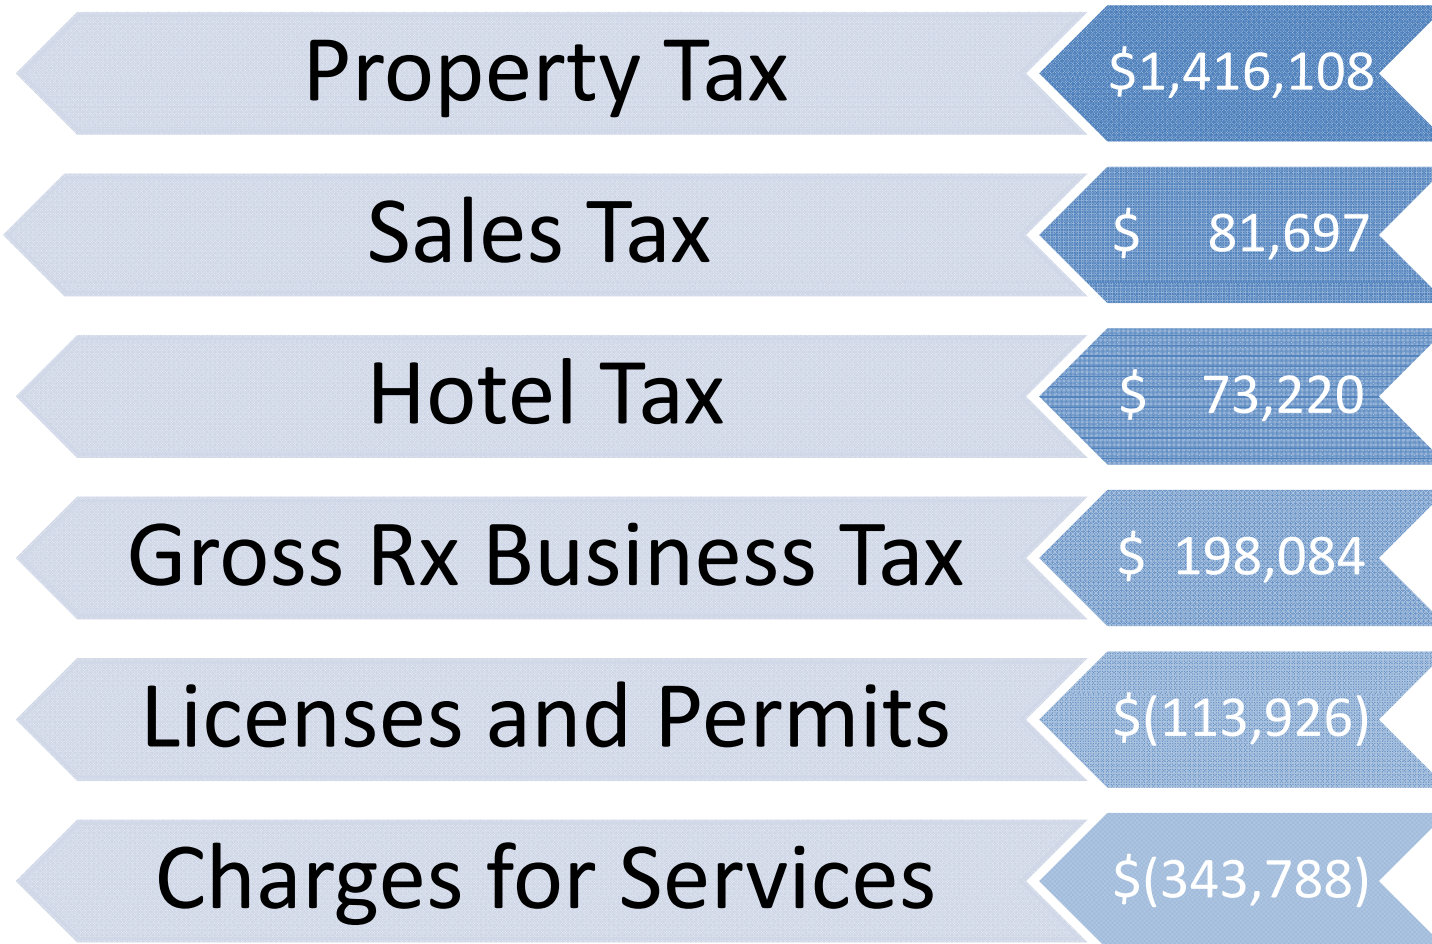 Property Tax $1,416,108
Sales Tax $ 81,697
Hotel Tax $ 73,220
Gross Rx Business Tax $ 198,084
Licenses and Permits $(113,926)
Charges for Services $(343,788)